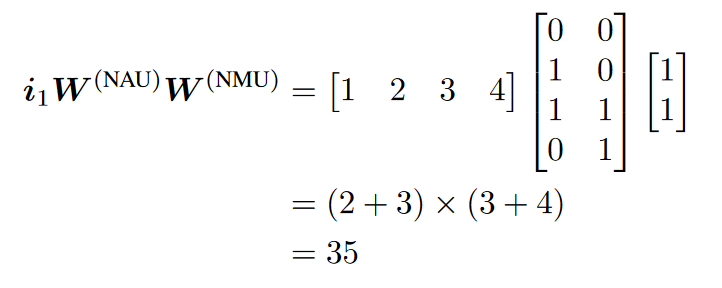 i₁W⁽ᴺᴬᵁ⁾W⁽ᴺᴹᵁ⁾ = [1 2 3 4] [0 0; 1 0; 1 1; 0 1] [1; 1]
= (2 + 3) × (3 + 4)
= 35